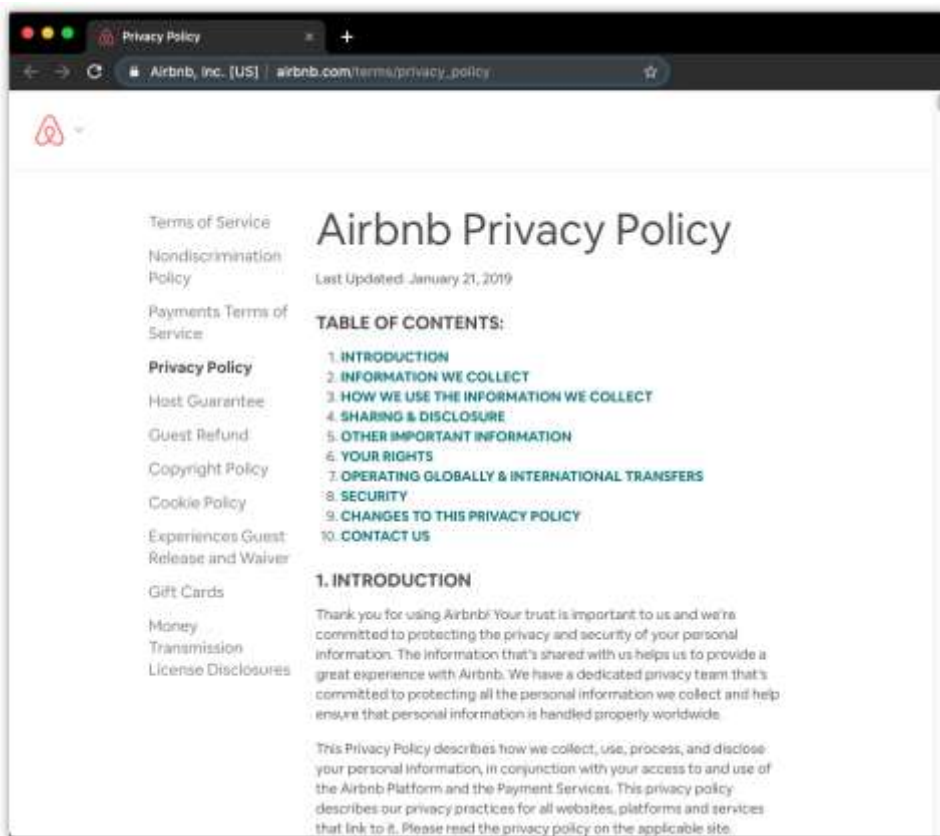 Privacy Policy
Airbnb, Inc. [US] | airbnb.com/terms/privacy_policy
Terms of Service
Nondiscrimination
Policy
Payments Terms of
Service
Privacy Policy
Host Guarantee
Guest Refund
Copyright Policy
Cookie Policy
Experiences Guest
Release and Waiver
Gift Cards
Money
Transmission
License Disclosures
Airbnb Privacy Policy
Last Updated: January 21, 2019
TABLE OF CONTENTS:
1. INTRODUCTION
2. INFORMATION WE COLLECT
3. HOW WE USE THE INFORMATION WE COLLECT
4. SHARING & DISCLOSURE
5. OTHER IMPORTANT INFORMATION
6. YOUR RIGHTS
7. OPERATING GLOBALLY & INTERNATIONAL TRANSFERS
8. SECURITY
9. CHANGES TO THIS PRIVACY POLICY
10. CONTACT US
1. INTRODUCTION
Thank you for using Airbnb! Your trust is important to us and we're
committed to protecting the privacy and security of your personal
information. The information that's shared with us helps us to provide a
great experience with Airbnb. We have a dedicated privacy team that's
committed to protecting all the personal information we collect and help
ensure that personal information is handled properly worldwide.
This Privacy Policy describes how we collect, use, process, and disclose
your personal information, in conjunction with your access to and use of
the Airbnb Platform and the Payment Services. This privacy policy
describes our privacy practices for all websites, platforms and services
that link to it. Please read the privacy policy on the applicable site.